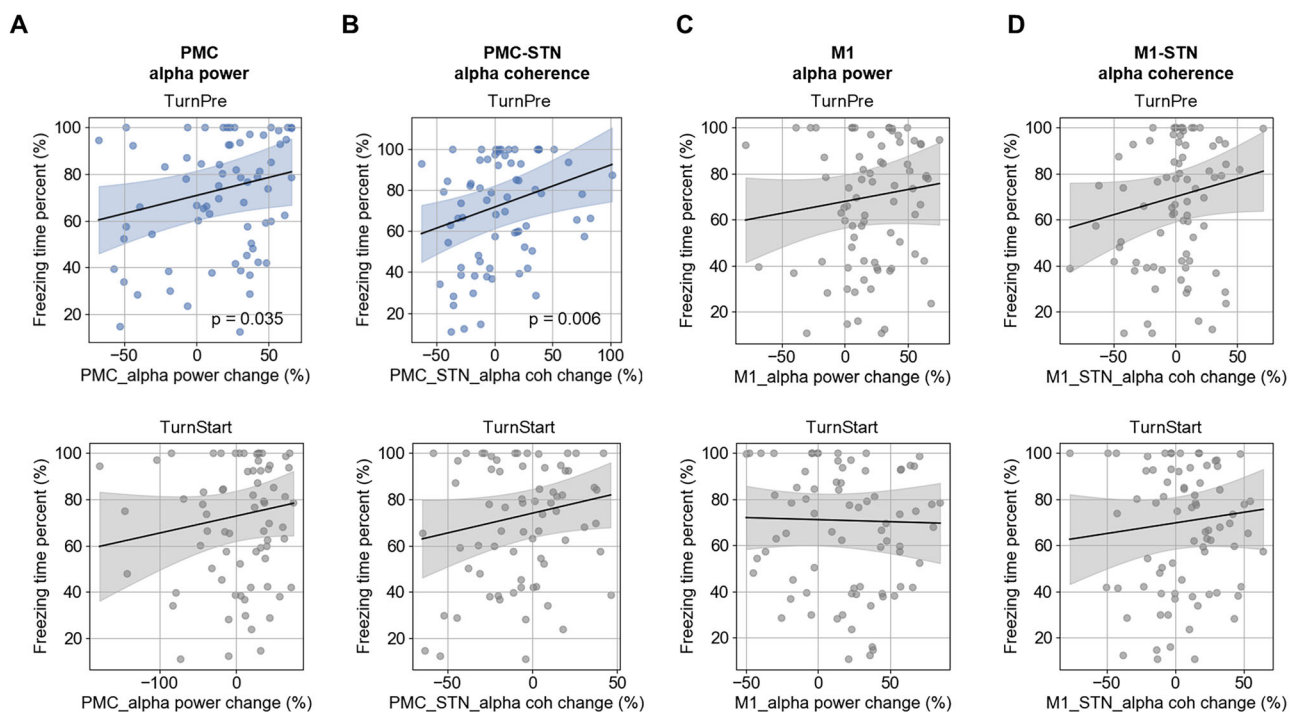 A
B
C
D
PMC
alpha power
PMC-STN
alpha coherence
M1
alpha power
M1-STN
alpha coherence
TurnPre
TurnPre
TurnPre
TurnPre
Freezing time percent (%)
100
80
60
40
20
p = 0.035
−50
0
50
PMC_alpha power change (%)
Freezing time percent (%)
100
80
60
40
20
p = 0.006
−50
0
50
100
PMC_STN_alpha coh change (%)
Freezing time percent (%)
100
80
60
40
20
−50
0
50
M1_alpha power change (%)
Freezing time percent (%)
100
80
60
40
20
−50
0
50
M1_STN_alpha coh change (%)
TurnStart
TurnStart
TurnStart
TurnStart
Freezing time percent (%)
100
80
60
40
20
−100
0
PMC_alpha power change (%)
Freezing time percent (%)
100
80
60
40
20
−50
0
50
PMC_STN_alpha coh change (%)
Freezing time percent (%)
100
80
60
40
20
−50
0
50
M1_alpha power change (%)
Freezing time percent (%)
100
80
60
40
20
−50
0
50
M1_STN_alpha coh change (%)